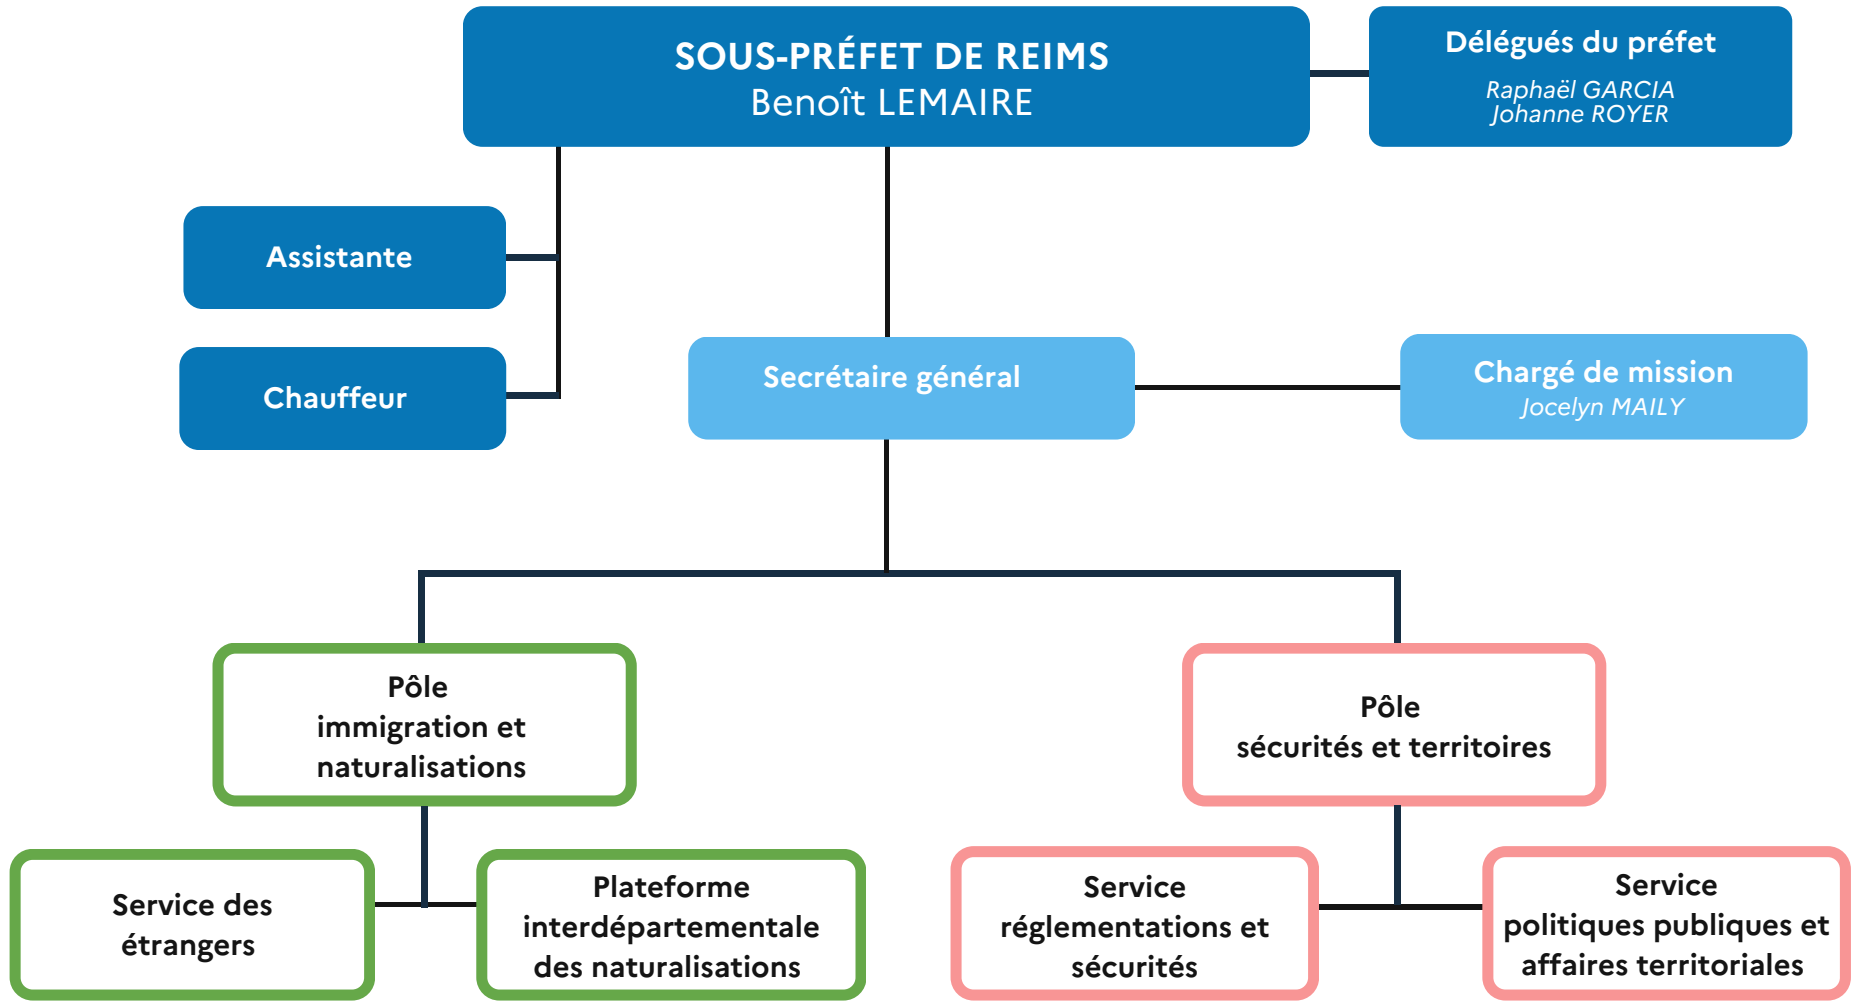 SOUS-PRÉFET DE REIMS
Benoît LEMAIRE
Délégués du préfet
Raphaël GARCIA
Johanne ROYER
Assistante
Chauffeur
Secrétaire général
Chargé de mission
Jocelyn MAILY
Pôle
immigration et
naturalisations
Pôle
sécurités et territoires
Service des
étrangers
Plateforme
interdépartementale
des naturalisations
Service
réglementations et
sécurités
Service
politiques publiques et
affaires territoriales